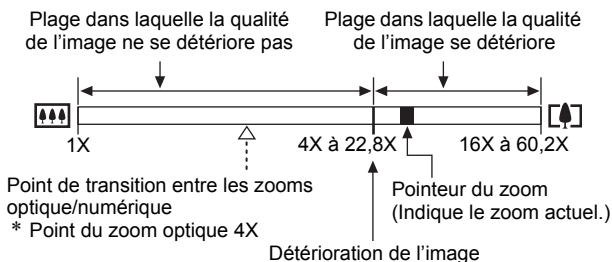 Plage dans laquelle la qualité
de l'image ne se détériore pas
Plage dans laquelle la qualité
de l'image se détériore
1X
4X à 22,8X
16X à 60,2X
Point de transition entre les zooms
optique/numérique
* Point du zoom optique 4X
Pointeur du zoom
(Indique le zoom actuel.)
Détérioration de l'image